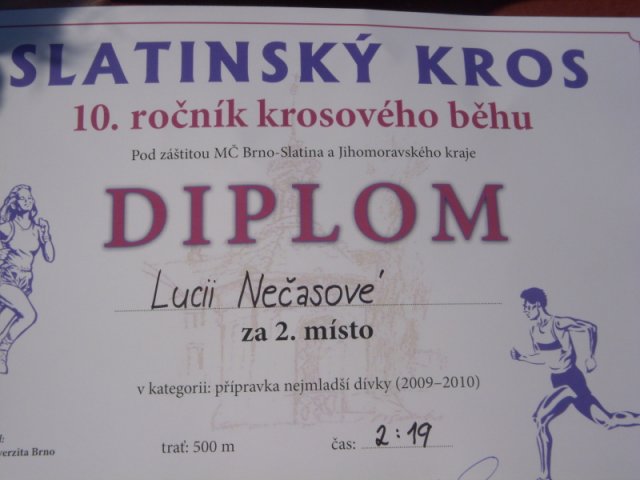 SLATINSKÝ KROS
10. ročník krosového běhu
Pod záštitou MČ Brno-Slatina a Jihomoravského kraje
DIPLOM
Lucii Nečasové
za 2. místo
v kategorii: přípravka nejmladší dívky (2009–2010)
trať: 500 m čas: 2:19
Brno